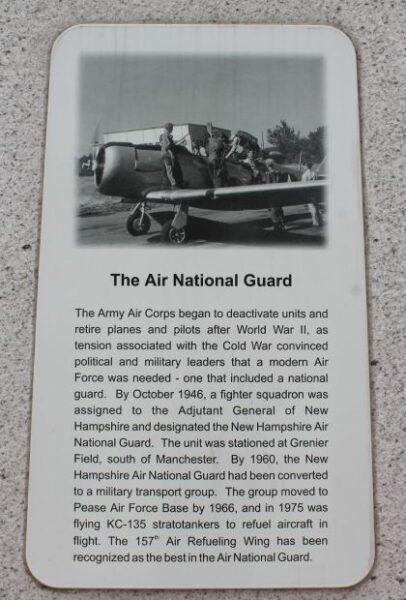 The Air National Guard
The Army Air Corps began to deactivate units and
retire planes and pilots after World War II, as
tension associated with the Cold War convinced
political and military leaders that a modern Air
Force was needed - one that included a national
guard. By October 1946, a fighter squadron was
assigned to the Adjutant General of New
Hampshire and designated the New Hampshire Air
National Guard. The unit was stationed at Grenier
Field, south of Manchester. By 1960, the New
Hampshire Air National Guard had been converted
to a military transport group. The group moved to
Pease Air Force Base by 1966, and in 1975 was
flying KC-135 stratotankers to refuel aircraft in
flight. The 157th Air Refueling Wing has been
recognized as the best in the Air National Guard.